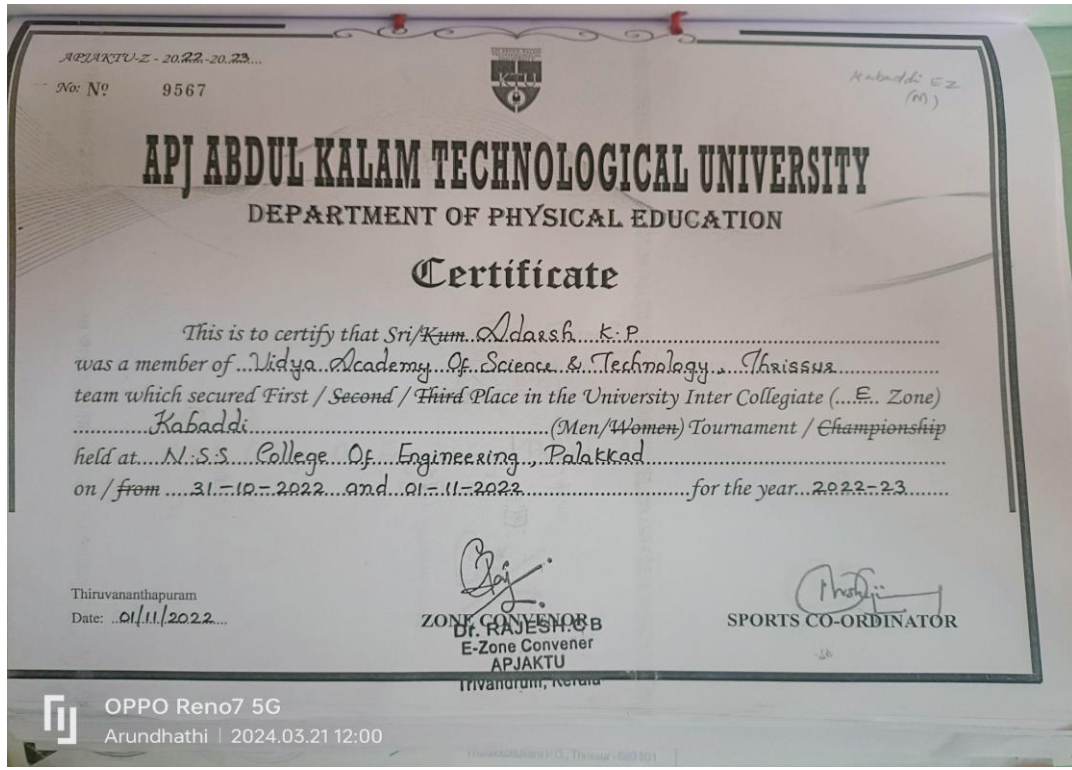 APJAKTU-Z - 2022-2023....
No: Nº 9567
Kabaddi EZ
(M)
KTU
APJ ABDUL KALAM TECHNOLOGICAL UNIVERSITY
DEPARTMENT OF PHYSICAL EDUCATION
Certificate
This is to certify that Sri/Kum Adarsh K.P
was a member of Vidya Academy Of Science & Technology, Thrissur
team which secured First / Second / Third Place in the University Inter Collegiate (....E.. Zone)
Kabaddi (Men/Women) Tournament / Championship
held at N.S.S College Of Engineering, Palakkad
on / from 31-10-2022 and 01-11-2022 for the year 2022-23
Thiruvananthapuram
Date: 01/11/2022
ZONE CONVENOR
Dr. RAJESH.C B
E-Zone Convener
APJAKTU
Trivandrum, Kerala
SPORTS CO-ORDINATOR
OPPO Reno7 5G
Arundhathi | 2024.03.21 12:00